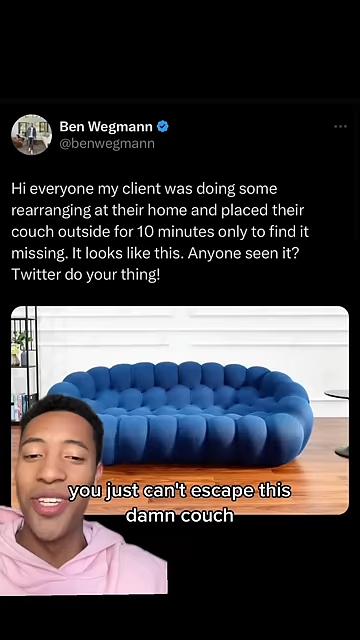 Ben Wegmann
@benwegmann
Hi everyone my client was doing some
rearranging at their home and placed their
couch outside for 10 minutes only to find it
missing. It looks like this. Anyone seen it?
Twitter do your thing!
you just can't escape this
damn couch